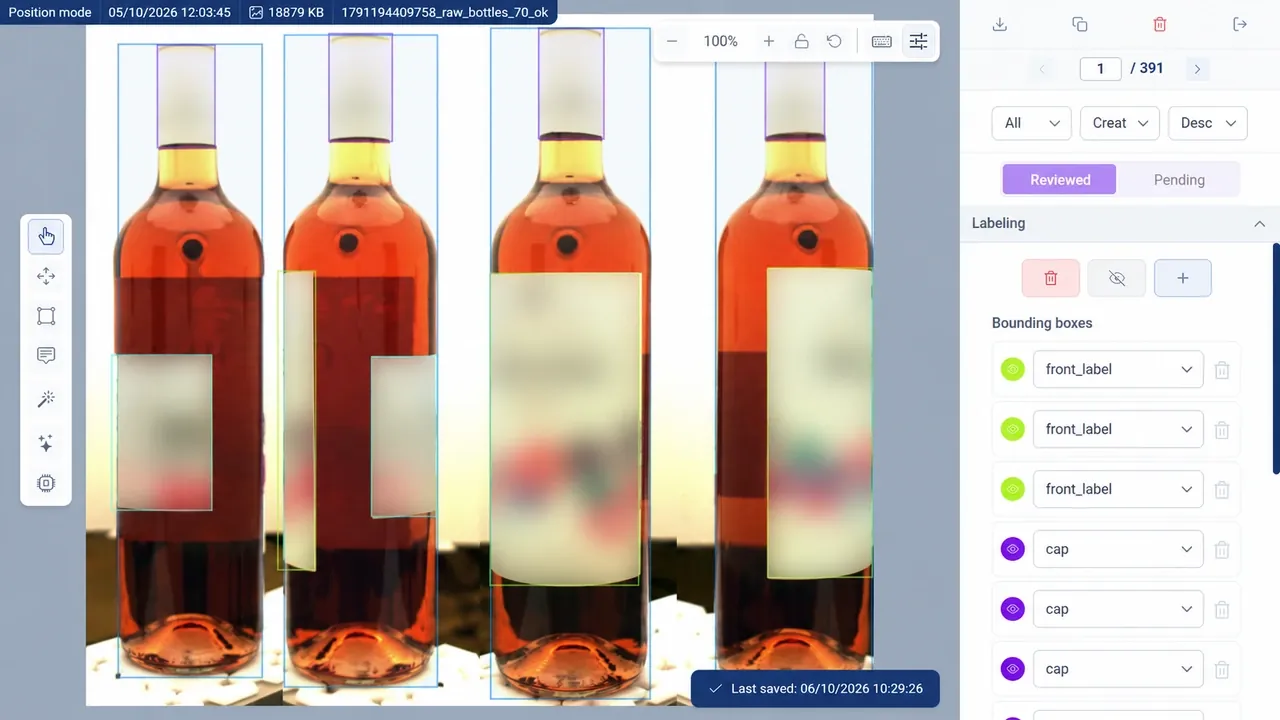 Position mode 05/10/2026 12:03:45 18879 KB 1791194409758_raw_bottles_70_ok
100%
1 / 391
All Creat Desc
Reviewed Pending
Labeling
Bounding boxes
front_label
front_label
front_label
cap
cap
cap
Last saved: 06/10/2026 10:29:26